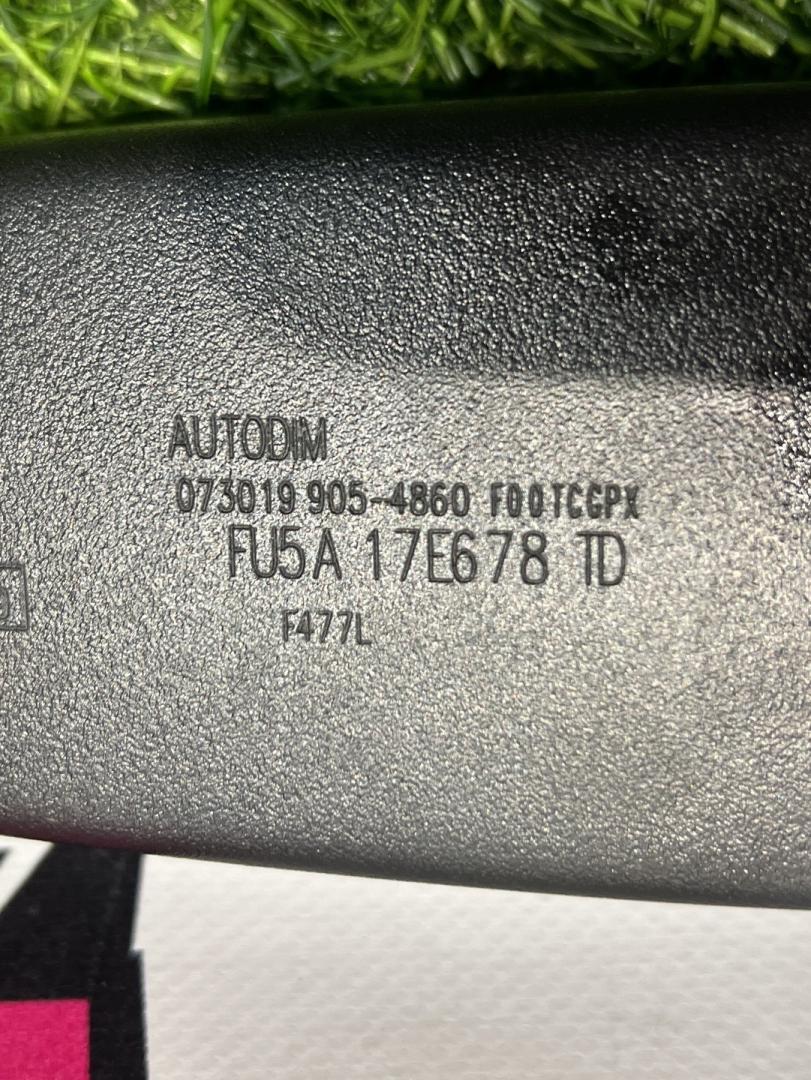 AUTODIM
073019 905-4860 F00TCGPX
FU5A 17E678 TD
F477L